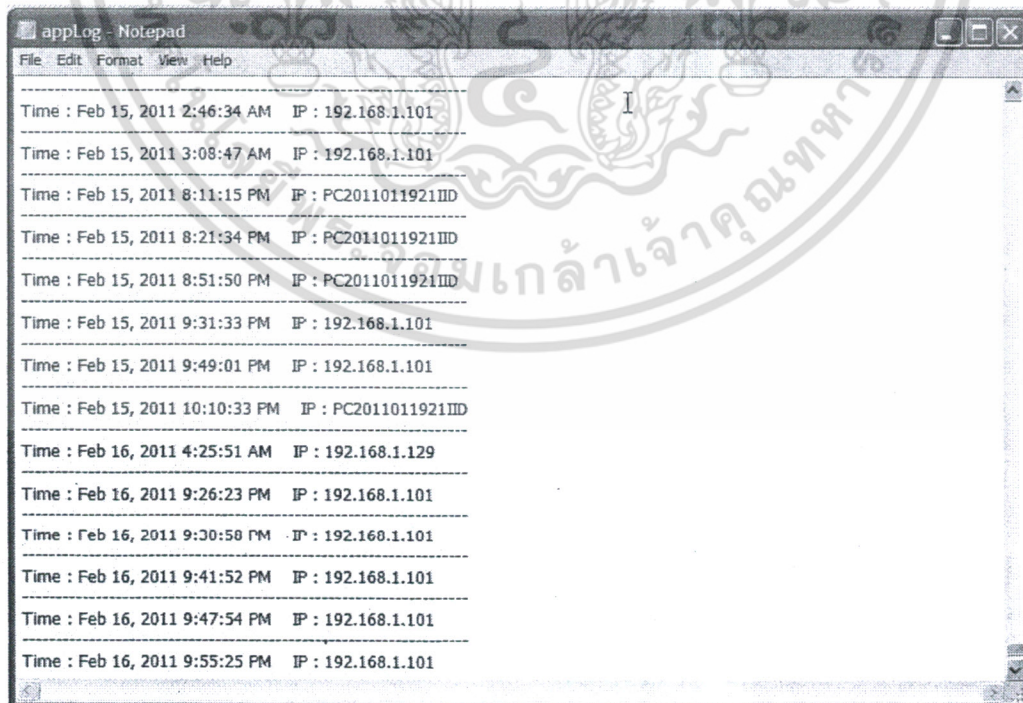 appLog - Notepad
File Edit Format View Help
Time : Feb 15, 2011 2:46:34 AM IP : 192.168.1.101
Time : Feb 15, 2011 3:08:47 AM IP : 192.168.1.101
Time : Feb 15, 2011 8:11:15 PM IP : PC2011011921IID
Time : Feb 15, 2011 8:21:34 PM IP : PC2011011921IID
Time : Feb 15, 2011 8:51:50 PM IP : PC2011011921IID
Time : Feb 15, 2011 9:31:33 PM IP : 192.168.1.101
Time : Feb 15, 2011 9:49:01 PM IP : 192.168.1.101
Time : Feb 15, 2011 10:10:33 PM IP : PC2011011921IID
Time : Feb 16, 2011 4:25:51 AM IP : 192.168.1.129
Time : Feb 16, 2011 9:26:23 PM IP : 192.168.1.101
Time : Feb 16, 2011 9:30:58 PM IP : 192.168.1.101
Time : Feb 16, 2011 9:41:52 PM IP : 192.168.1.101
Time : Feb 16, 2011 9:47:54 PM IP : 192.168.1.101
Time : Feb 16, 2011 9:55:25 PM IP : 192.168.1.101